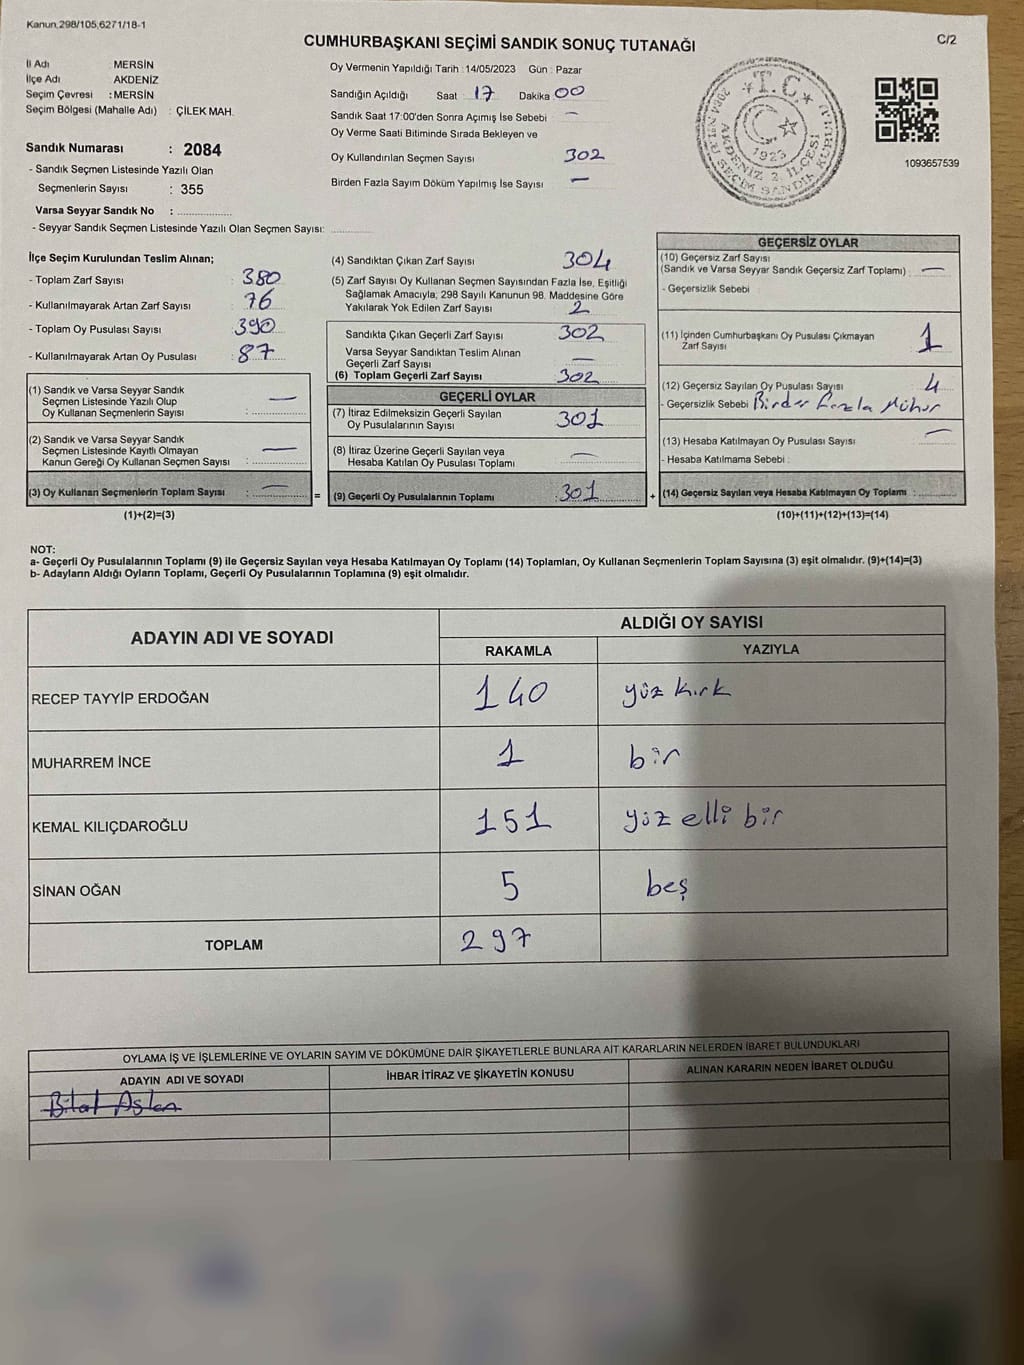 Kanun,298/105,6271/18-1
C/2
CUMHURBAŞKANI SEÇİMİ SANDIK SONUÇ TUTANAĞI
İl Adı : MERSİN
İlçe Adı AKDENİZ
Seçim Çevresi : MERSİN
Seçim Bölgesi (Mahalle Adı) : ÇİLEK MAH.
Sandık Numarası : 2084
- Sandık Seçmen Listesinde Yazılı Olan
Seçmenlerin Sayısı : 355
Varsa Seyyar Sandık No :
- Seyyar Sandık Seçmen Listesinde Yazılı Olan Seçmen Sayısı:
Oy Vermenin Yapıldığı Tarih : 14/05/2023 Gün : Pazar
Sandığın Açıldığı Saat 17 Dakika 00
Sandık Saat 17:00'den Sonra Açımış İse Sebebi —
Oy Verme Saati Bitiminde Sırada Bekleyen ve
Oy Kullandırılan Seçmen Sayısı 302
Birden Fazla Sayım Döküm Yapılmış İse Sayısı —
T.C.
AKDENİZ 2. İLÇESİ
2084 NOLU SEÇİM SANDIK KURULU
1923
1093657539
İlçe Seçim Kurulundan Teslim Alınan;
- Toplam Zarf Sayısı : 380
- Kullanılmayarak Artan Zarf Sayısı : 76
- Toplam Oy Pusulası Sayısı : 390
- Kullanılmayarak Artan Oy Pusulası : 87
(1) Sandık ve Varsa Seyyar Sandık
Seçmen Listesinde Yazılı Olup
Oy Kullanan Seçmenlerin Sayısı : —
(2) Sandık ve Varsa Seyyar Sandık
Seçmen Listesinde Kayıtlı Olmayan
Kanun Gereği Oy Kullanan Seçmen Sayısı : —
(3) Oy Kullanan Seçmenlerin Toplam Sayısı : —
(1)+(2)=(3)
=
(4) Sandıktan Çıkan Zarf Sayısı 304
(5) Zarf Sayısı Oy Kullanan Seçmen Sayısından Fazla İse, Eşitliği
Sağlamak Amacıyla; 298 Sayılı Kanunun 98. Maddesine Göre
Yakılarak Yok Edilen Zarf Sayısı 2
Sandıkta Çıkan Geçerli Zarf Sayısı 302
Varsa Seyyar Sandıktan Teslim Alınan
Geçerli Zarf Sayısı —
(6) Toplam Geçerli Zarf Sayısı 302
GEÇERLİ OYLAR
(7) İtiraz Edilmeksizin Geçerli Sayılan
Oy Pusulalarının Sayısı 301
(8) İtiraz Üzerine Geçerli Sayılan veya
Hesaba Katılan Oy Pusulası Toplamı —
(9) Geçerli Oy Pusulalarının Toplamı : 301
+
GEÇERSİZ OYLAR
(10) Geçersiz Zarf Sayısı
(Sandık ve Varsa Seyyar Sandık Geçersiz Zarf Toplamı) : —
- Geçersizlik Sebebi :
(11) İçinden Cumhurbaşkanı Oy Pusulası Çıkmayan
Zarf Sayısı 1
(12) Geçersiz Sayılan Oy Pusulası Sayısı 4
- Geçersizlik Sebebi Birden fazla Mühür
(13) Hesaba Katılmayan Oy Pusulası Sayısı —
- Hesaba Katılmama Sebebi :
(14) Geçersiz Sayılan veya Hesaba Katılmayan Oy Toplamı :
(10)+(11)+(12)+(13)=(14)
NOT:
a- Geçerli Oy Pusulalarının Toplamı (9) ile Geçersiz Sayılan veya Hesaba Katılmayan Oy Toplamı (14) Toplamları, Oy Kullanan Seçmenlerin Toplam Sayısına (3) eşit olmalıdır. (9)+(14)=(3)
b- Adayların Aldığı Oyların Toplamı, Geçerli Oy Pusulalarının Toplamına (9) eşit olmalıdır.
ADAYIN ADI VE SOYADI
ALDIĞI OY SAYISI
RAKAMLA YAZIYLA
RECEP TAYYİP ERDOĞAN 140 yüz kırk
MUHARREM İNCE 1 bir
KEMAL KILIÇDAROĞLU 151 yüz elli bir
SİNAN OĞAN 5 beş
TOPLAM 297
OYLAMA İŞ VE İŞLEMLERİNE VE OYLARIN SAYIM VE DÖKÜMÜNE DAİR ŞİKAYETLERLE BUNLARA AİT KARARLARIN NELERDEN İBARET BULUNDUKLARI
ADAYIN ADI VE SOYADI İHBAR İTİRAZ VE ŞİKAYETİN KONUSU ALINAN KARARIN NEDEN İBARET OLDUĞU
Bilal Aslan